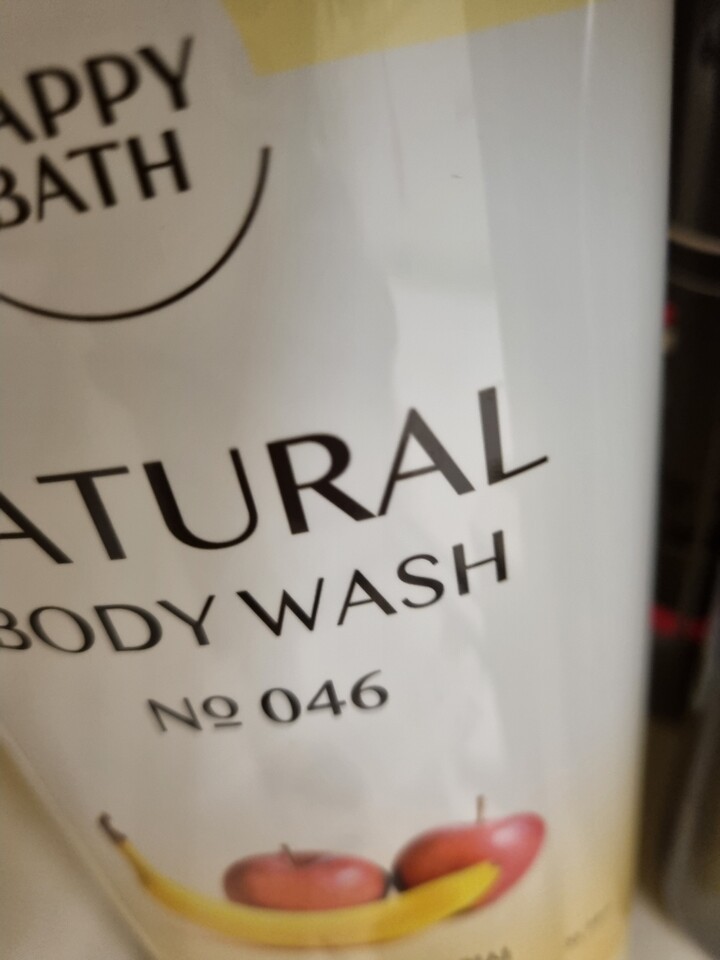 APPY
BATH
ATURAL
BODY WASH
Nº 046